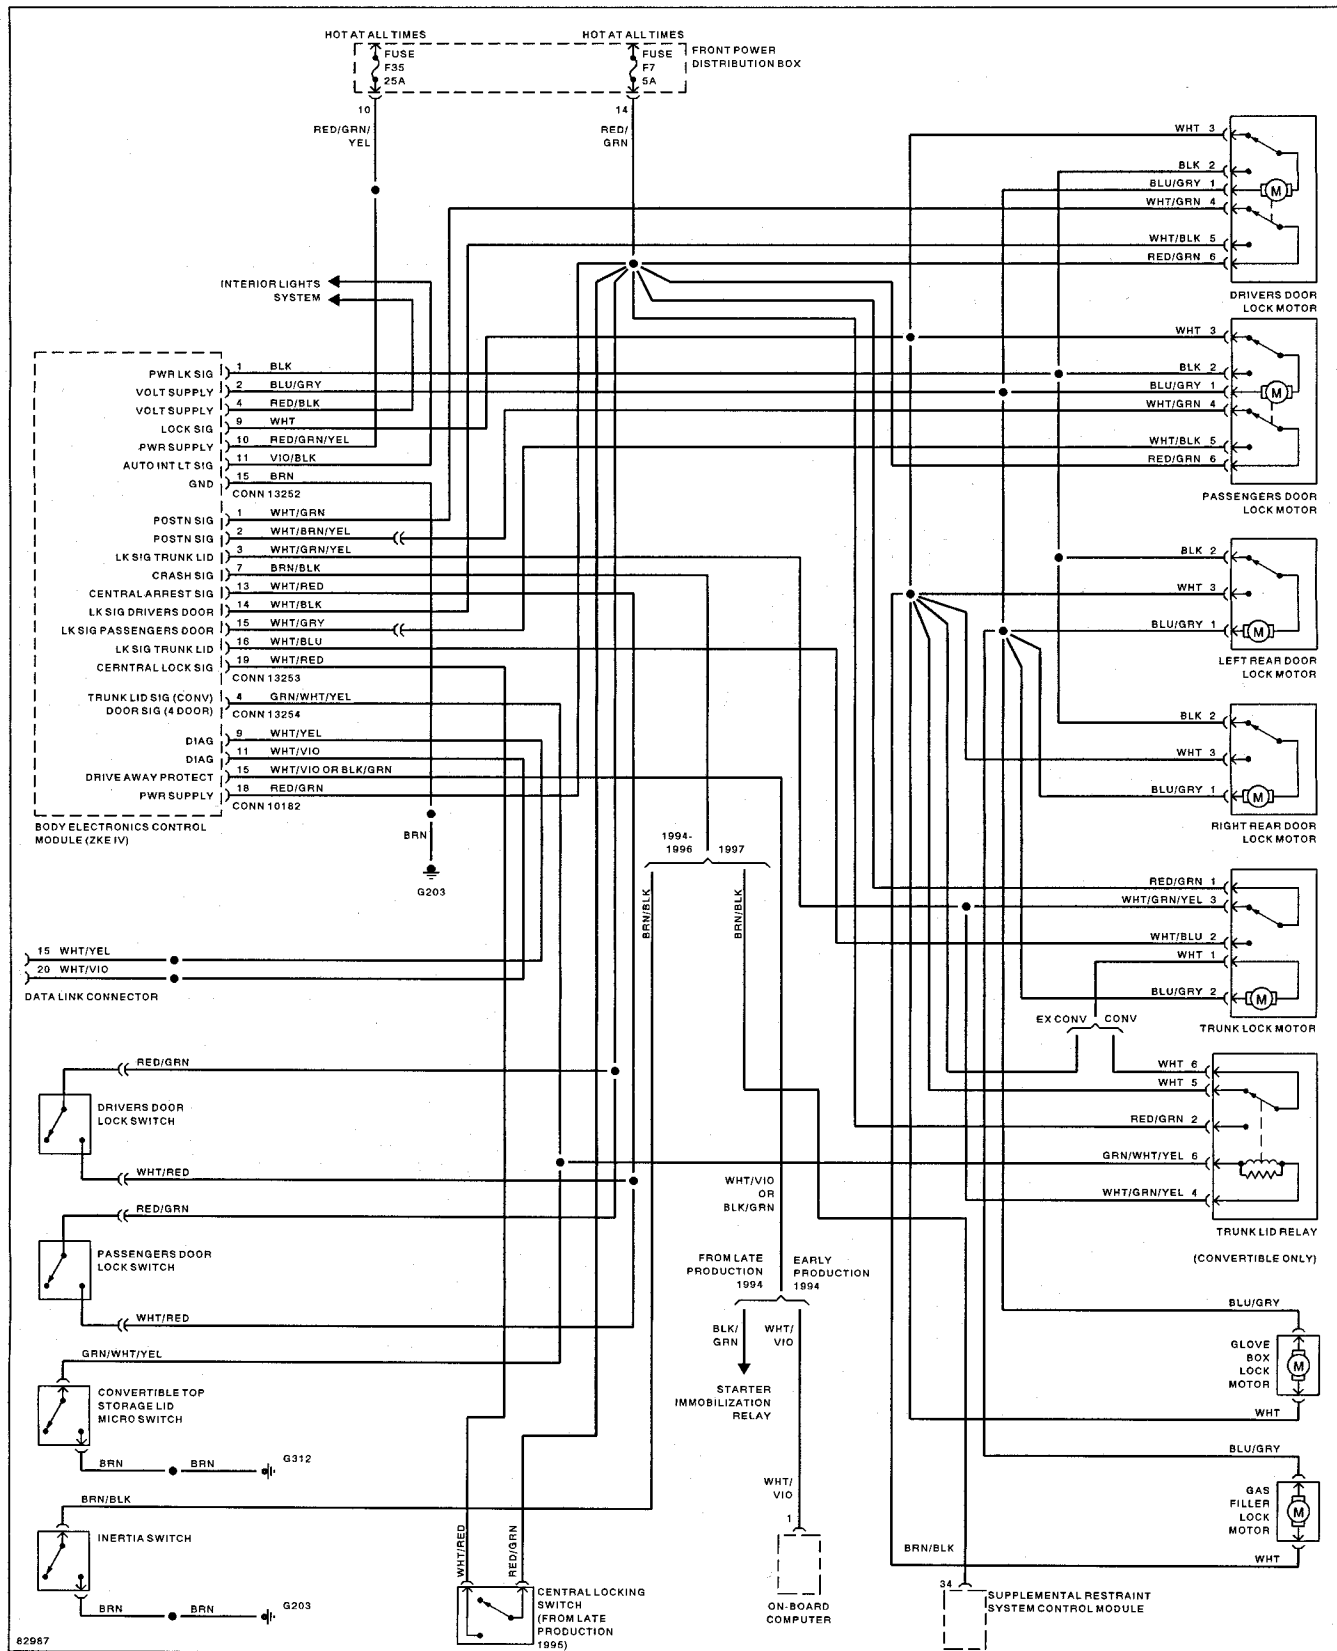 HOT AT ALL TIMES
HOT AT ALL TIMES
FUSE
F35
25A
FUSE
F7
5A
FRONT POWER
DISTRIBUTION BOX
10
14
RED/GRN/
YEL
RED/
GRN
INTERIOR LIGHTS
SYSTEM
PWR LK SIG 1 BLK
VOLT SUPPLY 2 BLU/GRY
VOLT SUPPLY 4 RED/BLK
LOCK SIG 9 WHT
PWR SUPPLY 10 RED/GRN/YEL
AUTO INT LT SIG 11 VIO/BLK
GND 15 BRN
CONN 13252
POSTN SIG 1 WHT/GRN
POSTN SIG 2 WHT/BRN/YEL
LK SIG TRUNK LID 3 WHT/GRN/YEL
CRASH SIG 7 BRN/BLK
CENTRAL ARREST SIG 13 WHT/RED
LK SIG DRIVERS DOOR 14 WHT/BLK
LK SIG PASSENGERS DOOR 15 WHT/GRY
LK SIG TRUNK LID 16 WHT/BLU
CERNTRAL LOCK SIG 19 WHT/RED
CONN 13253
TRUNK LID SIG (CONV) 4 GRN/WHT/YEL
DOOR SIG (4 DOOR) CONN 13254
DIAG 9 WHT/YEL
DIAG 11 WHT/VIO
DRIVE AWAY PROTECT 15 WHT/VIO OR BLK/GRN
PWR SUPPLY 18 RED/GRN
CONN 10182
BODY ELECTRONICS CONTROL
MODULE (ZKE IV)
BRN
G203
1994-
1996
1997
BRN/BLK
BRN/BLK
15 WHT/YEL
20 WHT/VIO
DATA LINK CONNECTOR
RED/GRN
DRIVERS DOOR
LOCK SWITCH
WHT/RED
RED/GRN
PASSENGERS DOOR
LOCK SWITCH
WHT/RED
GRN/WHT/YEL
CONVERTIBLE TOP
STORAGE LID
MICRO SWITCH
BRN BRN G312
BRN/BLK
INERTIA SWITCH
BRN BRN G203
WHT/RED
RED/GRN
CENTRAL LOCKING
SWITCH
(FROM LATE
PRODUCTION
1995)
WHT/VIO
OR
BLK/GRN
FROM LATE
PRODUCTION
1994
EARLY
PRODUCTION
1994
BLK/
GRN
WHT/
VIO
STARTER
IMMOBILIZATION
RELAY
WHT/
VIO
1
ON-BOARD
COMPUTER
BRN/BLK
34
SUPPLEMENTAL RESTRAINT
SYSTEM CONTROL MODULE
WHT 3
BLK 2
BLU/GRY 1
M
WHT/GRN 4
WHT/BLK 5
RED/GRN 6
DRIVERS DOOR
LOCK MOTOR
WHT 3
BLK 2
BLU/GRY 1
M
WHT/GRN 4
WHT/BLK 5
RED/GRN 6
PASSENGERS DOOR
LOCK MOTOR
BLK 2
WHT 3
BLU/GRY 1
M
LEFT REAR DOOR
LOCK MOTOR
BLK 2
WHT 3
BLU/GRY 1
M
RIGHT REAR DOOR
LOCK MOTOR
RED/GRN 1
WHT/GRN/YEL 3
WHT/BLU 2
WHT 1
BLU/GRY 2
M
TRUNK LOCK MOTOR
EX CONV CONV
WHT 6
WHT 5
RED/GRN 2
GRN/WHT/YEL 6
WHT/GRN/YEL 4
TRUNK LID RELAY
(CONVERTIBLE ONLY)
BLU/GRY
GLOVE
BOX
LOCK
MOTOR
M
WHT
BLU/GRY
GAS
FILLER
LOCK
MOTOR
M
WHT
82987